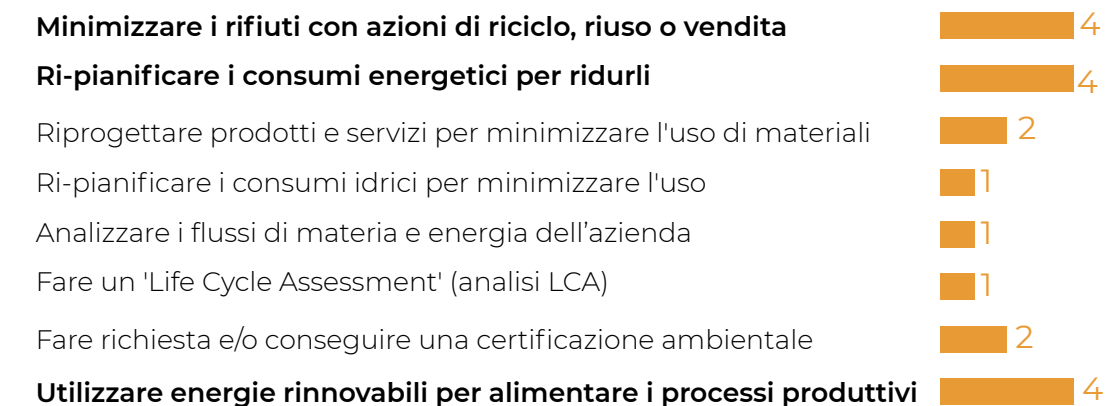 Minimizzare i rifiuti con azioni di riciclo, riuso o vendita 4
Ri-pianificare i consumi energetici per ridurli 4
Riprogettare prodotti e servizi per minimizzare l'uso di materiali 2
Ri-pianificare i consumi idrici per minimizzare l'uso 1
Analizzare i flussi di materia e energia dell’azienda 1
Fare un 'Life Cycle Assessment' (analisi LCA) 1
Fare richiesta e/o conseguire una certificazione ambientale 2
Utilizzare energie rinnovabili per alimentare i processi produttivi 4